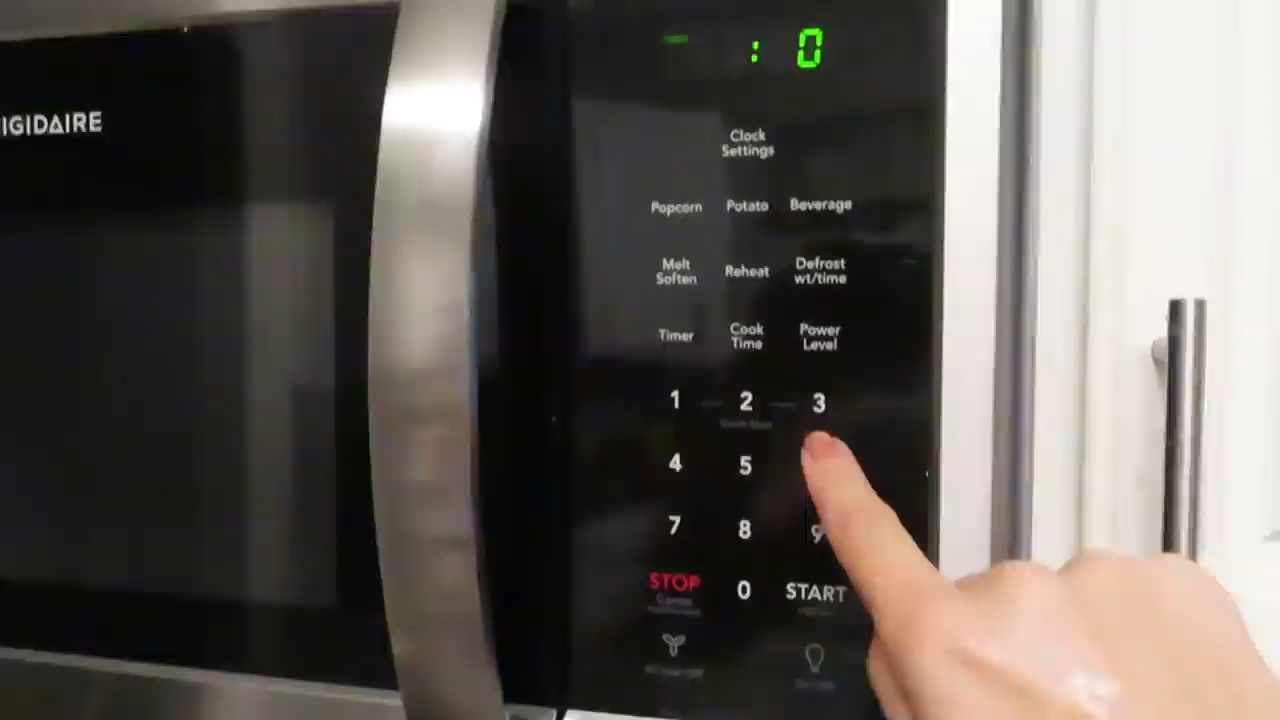 IGIDAIRE
: 0
Clock
Settings
Popcorn Potato Beverage
Melt
Soften
Reheat
Defrost
wt/time
Timer
Cook
Time
Power
Level
1 2 3
4 5
7 8 9
STOP
0 START